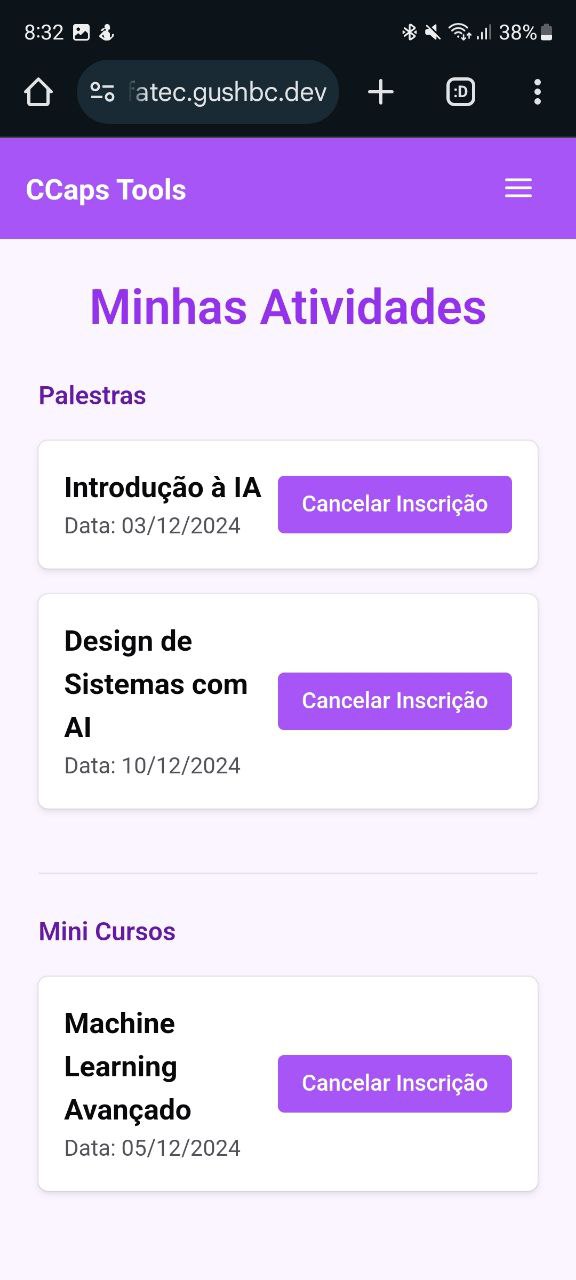 8:32 38%
fatec.gushbc.dev :D
CCaps Tools
Minhas Atividades
Palestras
Introdução à IA
Data: 03/12/2024
Cancelar Inscrição
Design de
Sistemas com
AI
Data: 10/12/2024
Cancelar Inscrição
Mini Cursos
Machine
Learning
Avançado
Data: 05/12/2024
Cancelar Inscrição